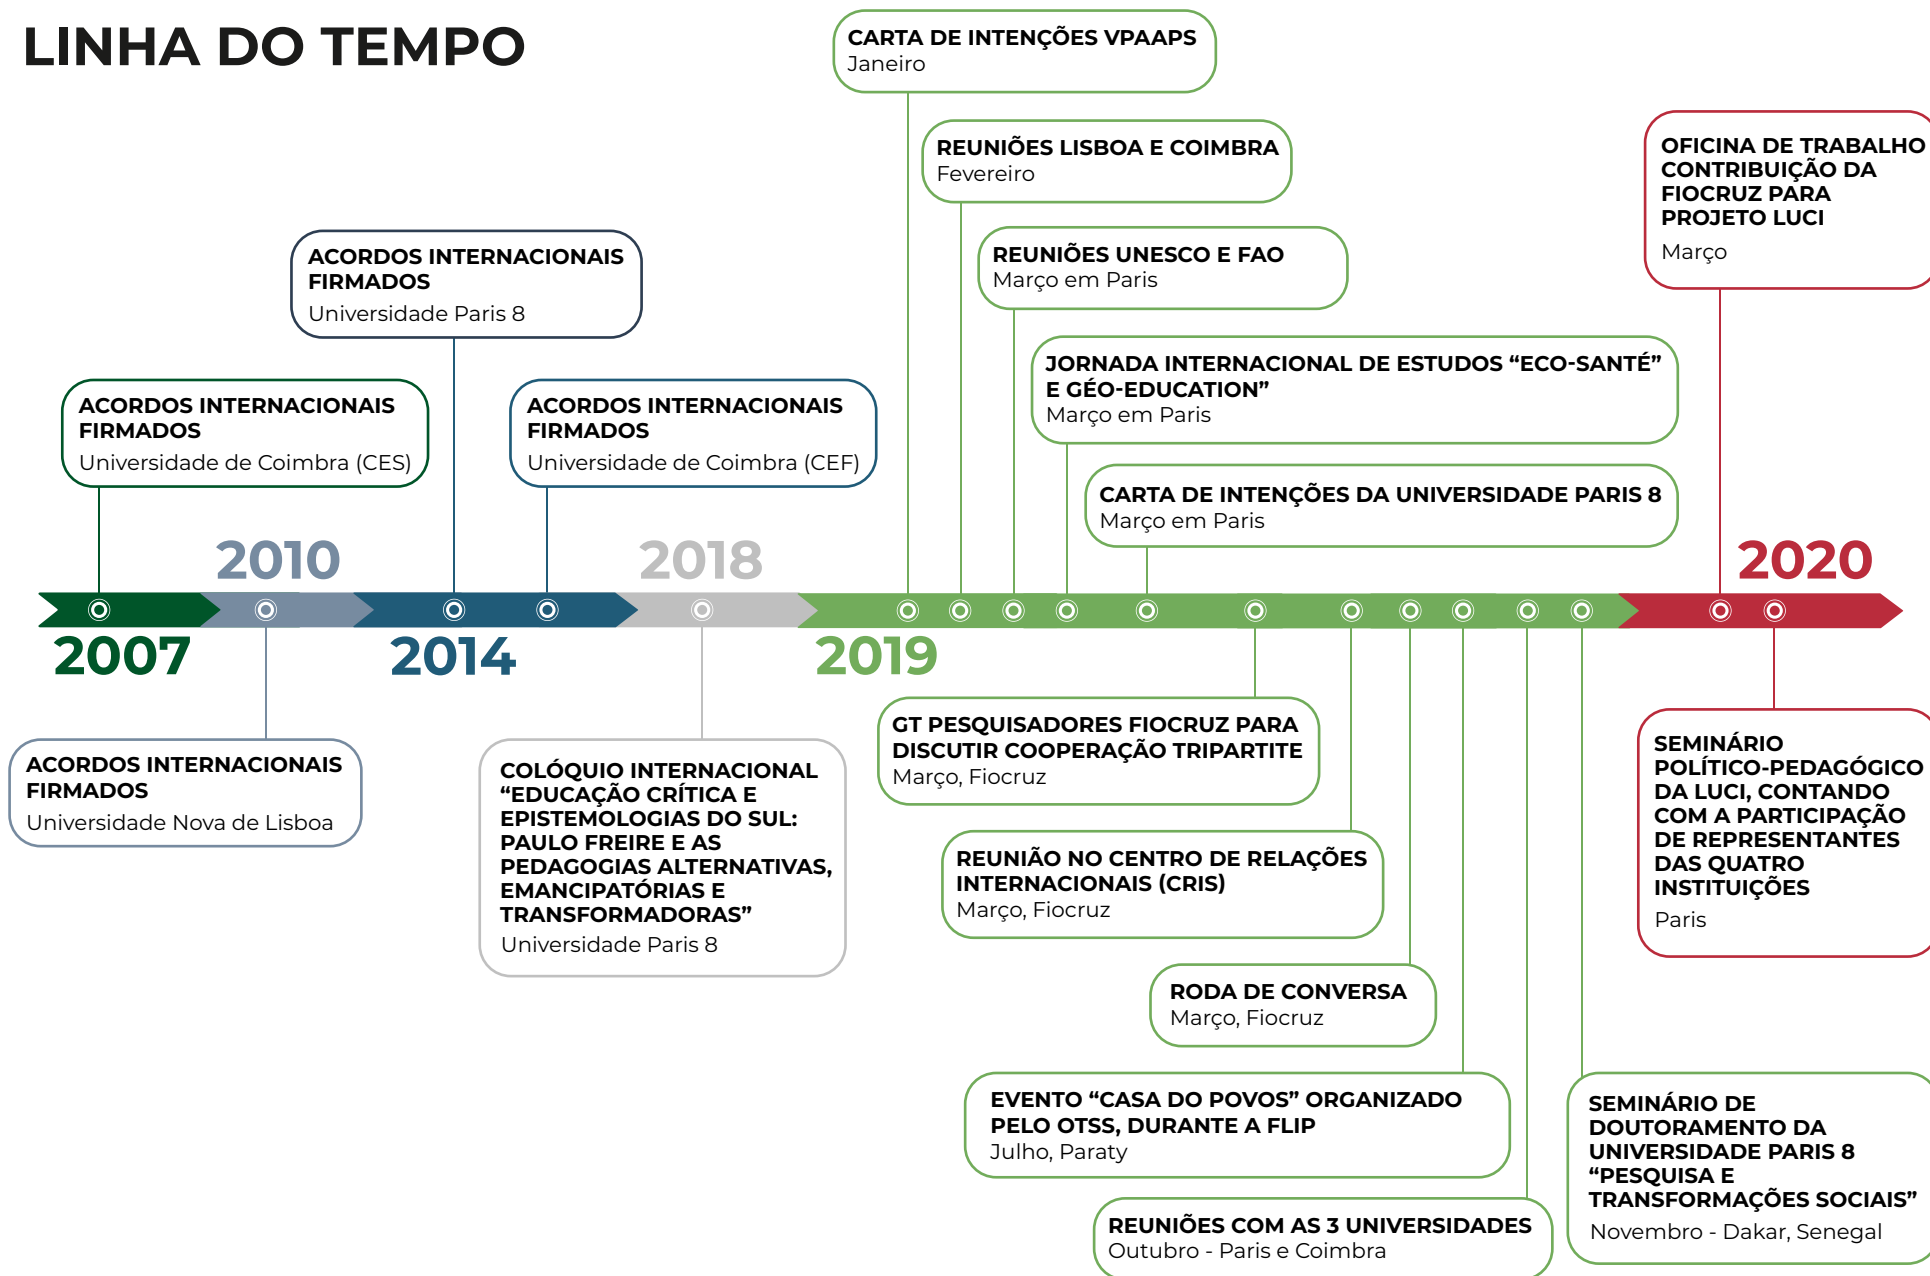 LINHA DO TEMPO
CARTA DE INTENÇÕES VPAAPS
Janeiro
REUNIÕES LISBOA E COIMBRA
Fevereiro
REUNIÕES UNESCO E FAO
Março em Paris
JORNADA INTERNACIONAL DE ESTUDOS “ECO-SANTÉ”
E GÉO-EDUCATION”
Março em Paris
CARTA DE INTENÇÕES DA UNIVERSIDADE PARIS 8
Março em Paris
OFICINA DE TRABALHO
CONTRIBUIÇÃO DA
FIOCRUZ PARA
PROJETO LUCI
Março
ACORDOS INTERNACIONAIS
FIRMADOS
Universidade Paris 8
ACORDOS INTERNACIONAIS
FIRMADOS
Universidade de Coimbra (CES)
ACORDOS INTERNACIONAIS
FIRMADOS
Universidade de Coimbra (CEF)
2010
2018
2020
2007
2014
2019
ACORDOS INTERNACIONAIS
FIRMADOS
Universidade Nova de Lisboa
COLÓQUIO INTERNACIONAL
“EDUCAÇÃO CRÍTICA E
EPISTEMOLOGIAS DO SUL:
PAULO FREIRE E AS
PEDAGOGIAS ALTERNATIVAS,
EMANCIPATÓRIAS E
TRANSFORMADORAS”
Universidade Paris 8
GT PESQUISADORES FIOCRUZ PARA
DISCUTIR COOPERAÇÃO TRIPARTITE
Março, Fiocruz
REUNIÃO NO CENTRO DE RELAÇÕES
INTERNACIONAIS (CRIS)
Março, Fiocruz
RODA DE CONVERSA
Março, Fiocruz
EVENTO “CASA DO POVOS” ORGANIZADO
PELO OTSS, DURANTE A FLIP
Julho, Paraty
REUNIÕES COM AS 3 UNIVERSIDADES
Outubro - Paris e Coimbra
SEMINÁRIO DE
DOUTORAMENTO DA
UNIVERSIDADE PARIS 8
“PESQUISA E
TRANSFORMAÇÕES SOCIAIS”
Novembro - Dakar, Senegal
SEMINÁRIO
POLÍTICO-PEDAGÓGICO
DA LUCI, CONTANDO
COM A PARTICIPAÇÃO
DE REPRESENTANTES
DAS QUATRO
INSTITUIÇÕES
Paris